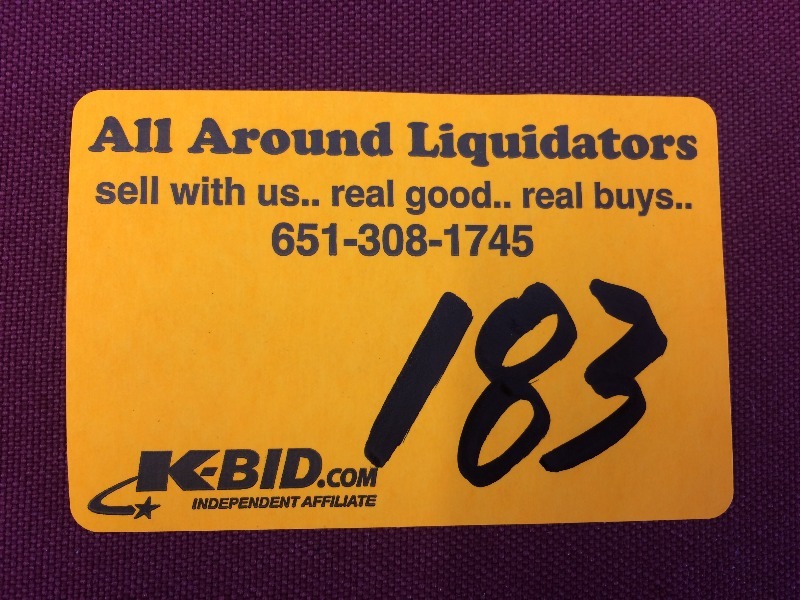 All Around Liquidators
sell with us.. real good.. real buys..
651-308-1745
183
K-BID.COM
INDEPENDENT AFFILIATE